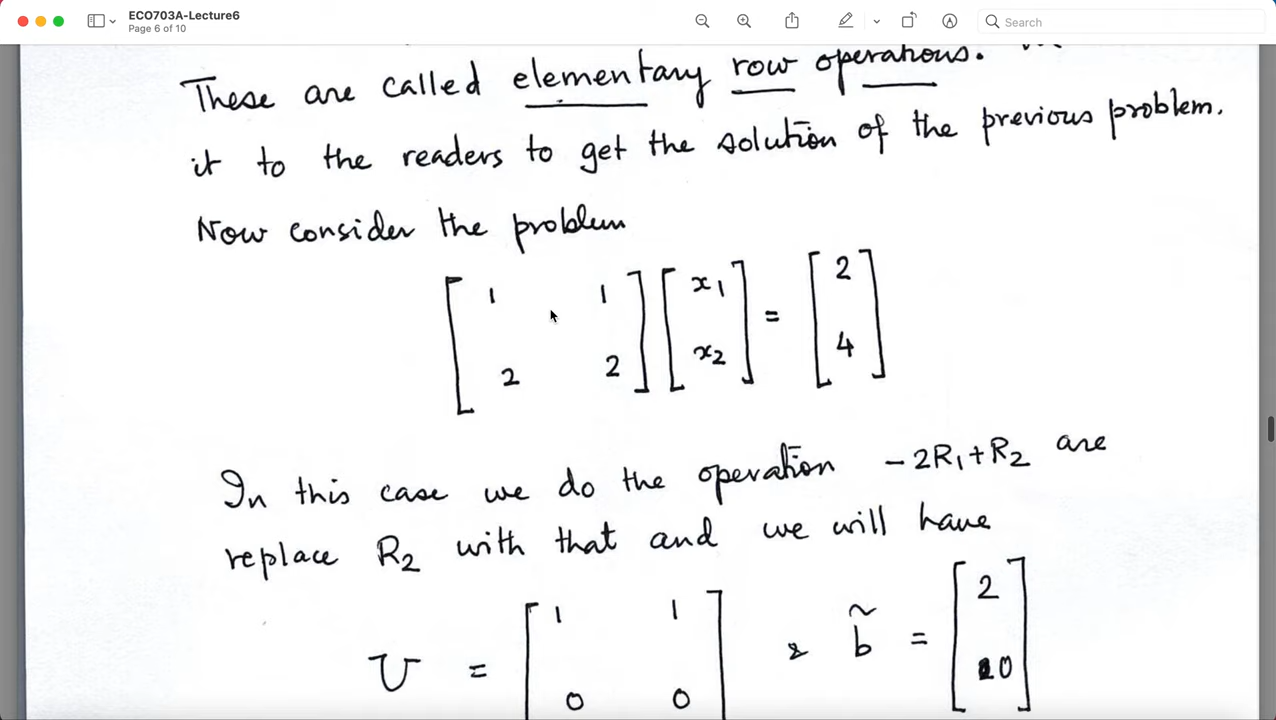 ECO703A-Lecture6
Page 6 of 10
Search
These are called elementary row operations.
it to the readers to get the solution of the previous problem.
Now consider the problem
[ 1 1 ] [ x1 ] = [ 2 ]
[ 2 2 ] [ x2 ] [ 4 ]
In this case we do the operation -2R1+R2 are
replace R2 with that and we will have
U = [ 1 1 ] & b̃ = [ 2 ]
[ 0 0 ] [ 0 ]